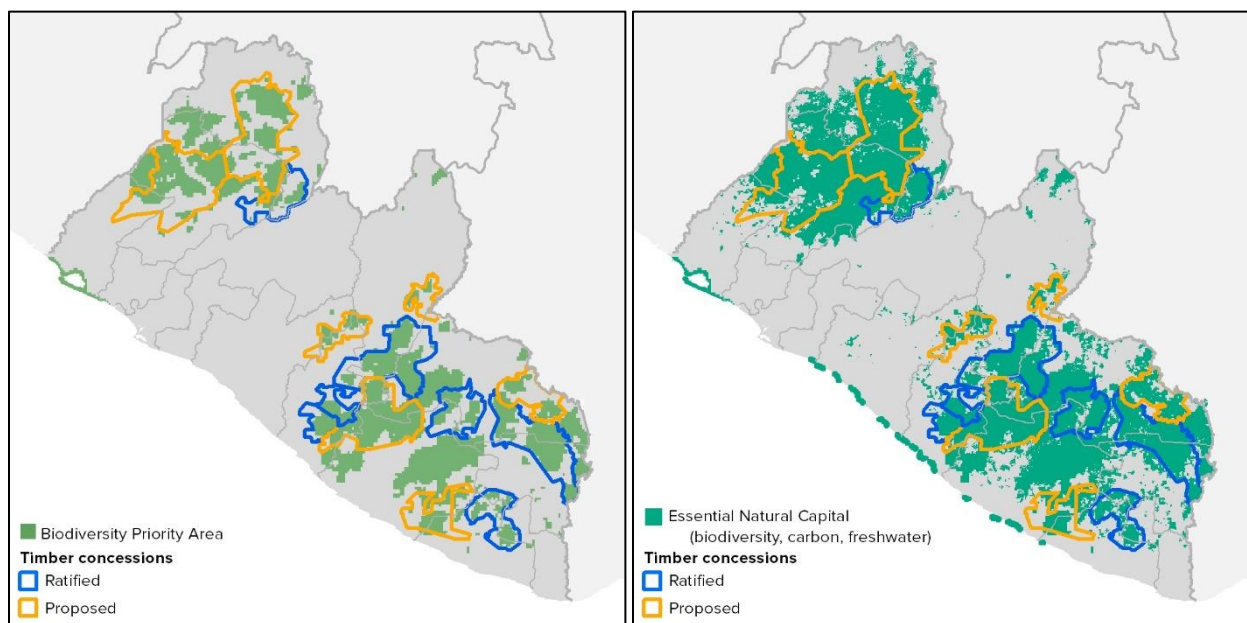 Biodiversity Priority Area
Timber concessions
Ratified
Proposed
Essential Natural Capital
(biodiversity, carbon, freshwater)
Timber concessions
Ratified
Proposed